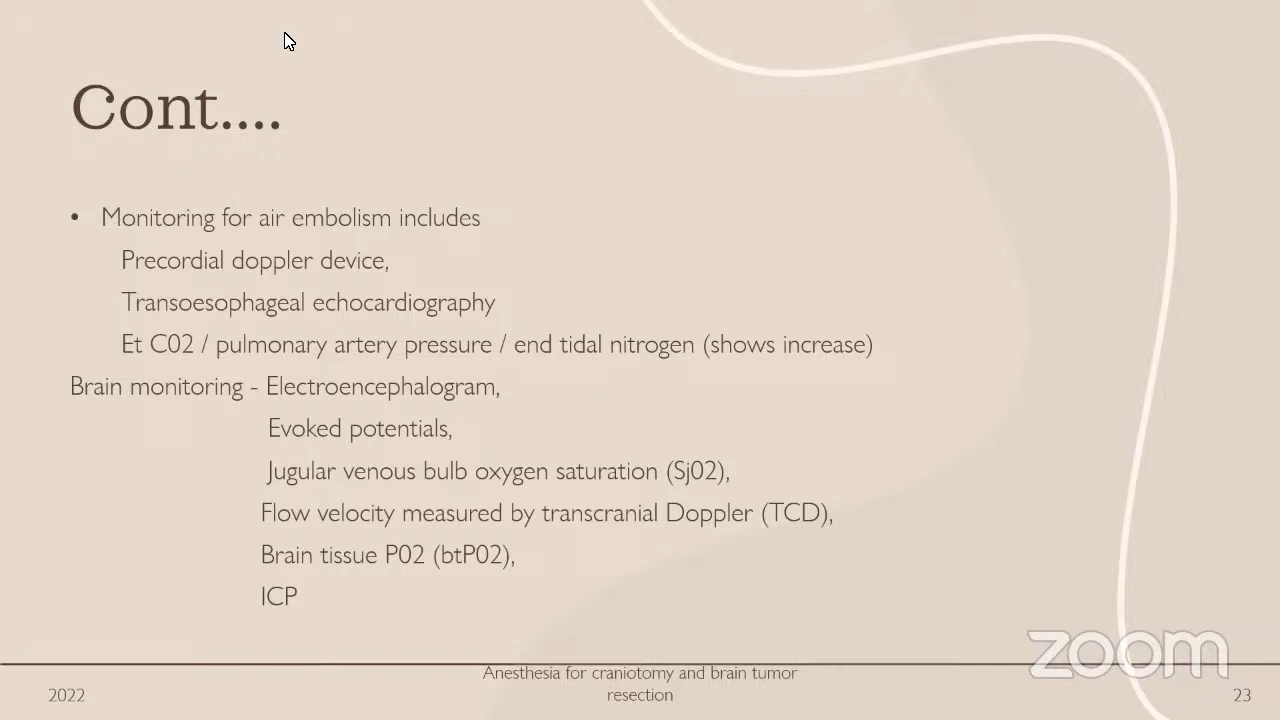 Cont....
• Monitoring for air embolism includes
Precordial doppler device,
Transoesophageal echocardiography
Et C02 / pulmonary artery pressure / end tidal nitrogen (shows increase)
Brain monitoring - Electroencephalogram,
Evoked potentials,
Jugular venous bulb oxygen saturation (Sj02),
Flow velocity measured by transcranial Doppler (TCD),
Brain tissue P02 (btP02),
ICP
zoom
Anesthesia for craniotomy and brain tumor
resection
2022
23